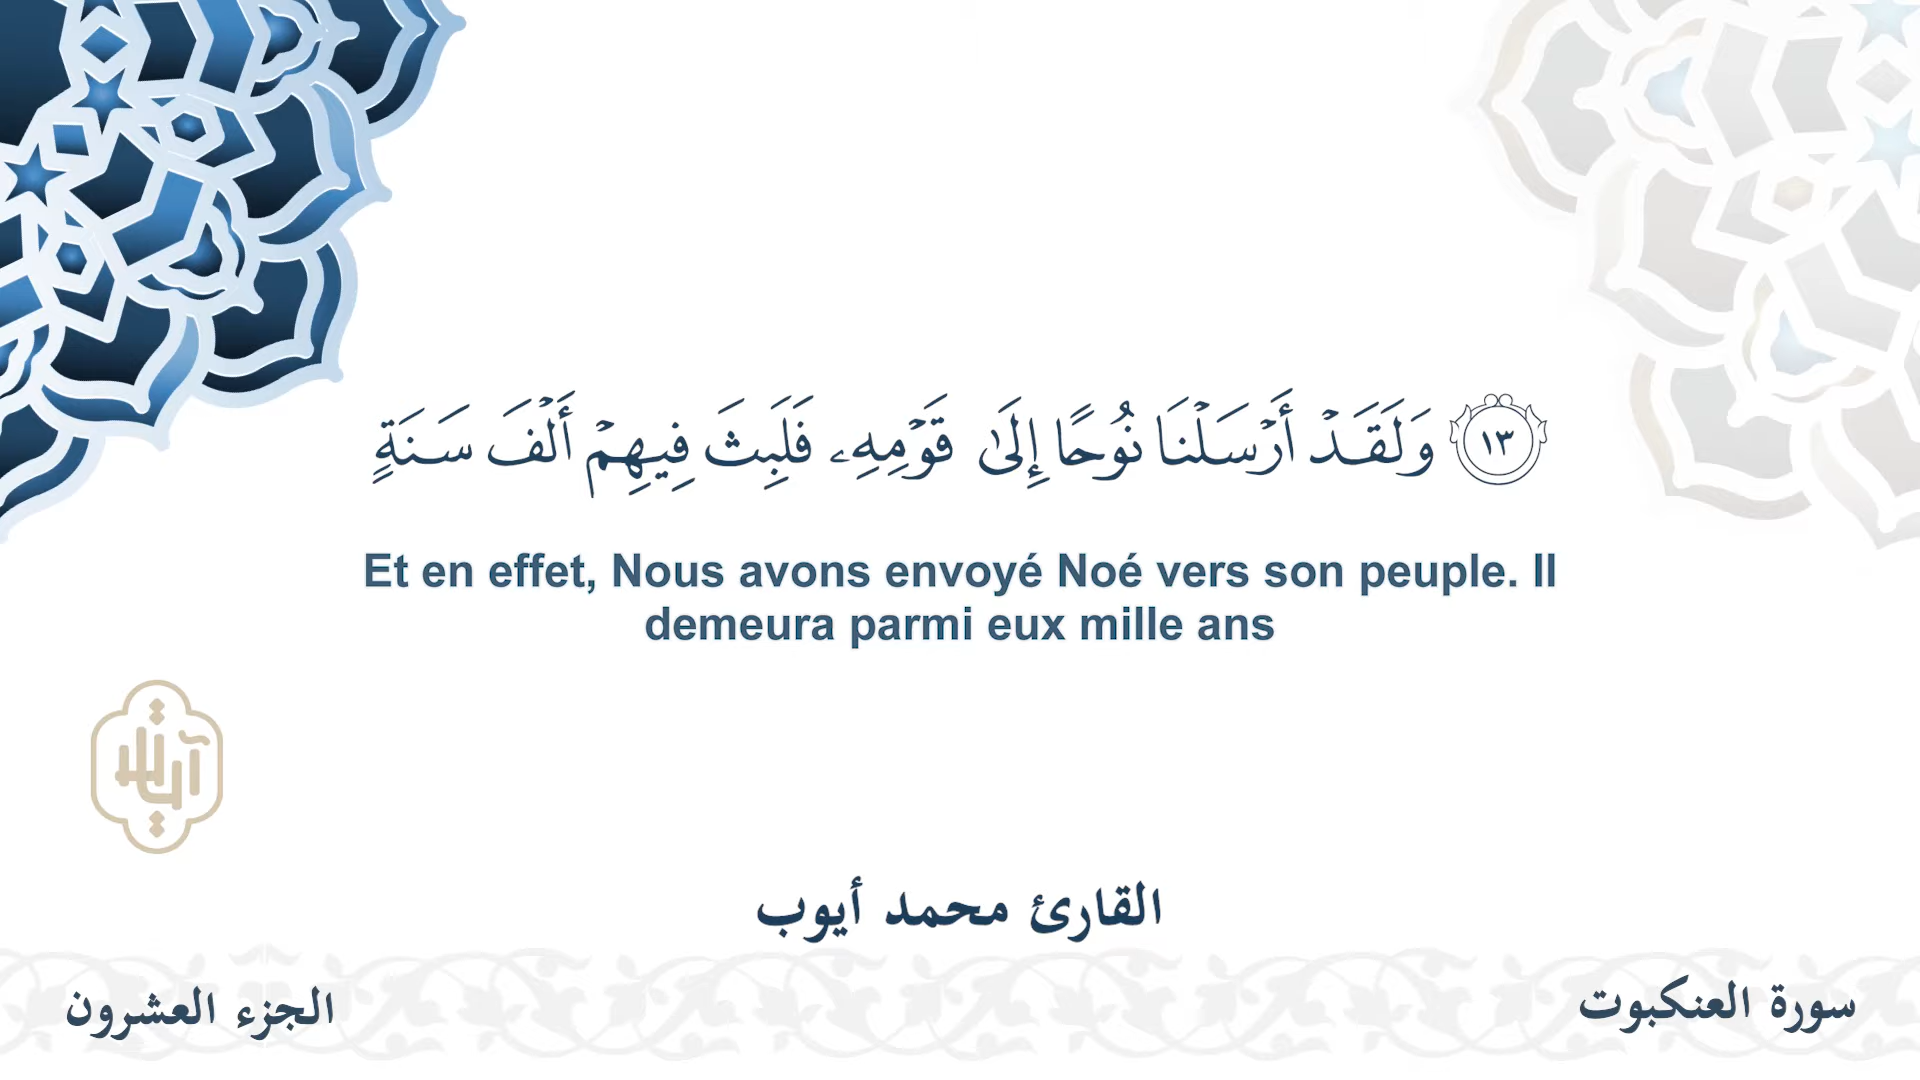 ١٣ وَلَقَدْ أَرْسَلْنَا نُوحًا إِلَىٰ قَوْمِهِۦ فَلَبِثَ فِيهِمْ أَلْفَ سَنَةٍ
Et en effet, Nous avons envoyé Noé vers son peuple. Il
demeura parmi eux mille ans
آيات
القارئ محمد أيوب
سورة العنكبوت
الجزء العشرون